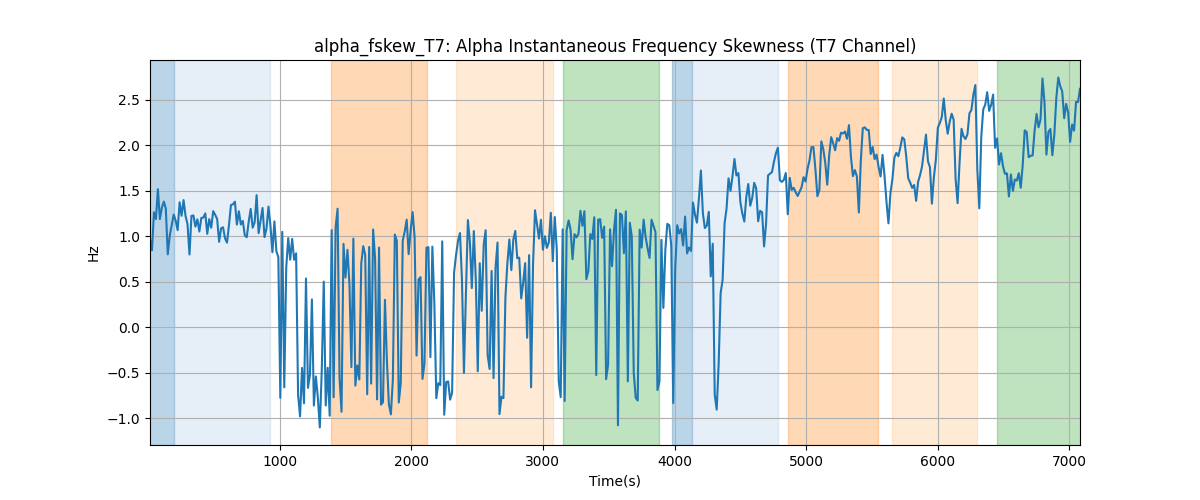 alpha_fskew_T7: Alpha Instantaneous Frequency Skewness (T7 Channel)
Hz
2.5
2.0
1.5
1.0
0.5
0.0
−0.5
−1.0
1000 2000 3000 4000 5000 6000 7000
Time(s)